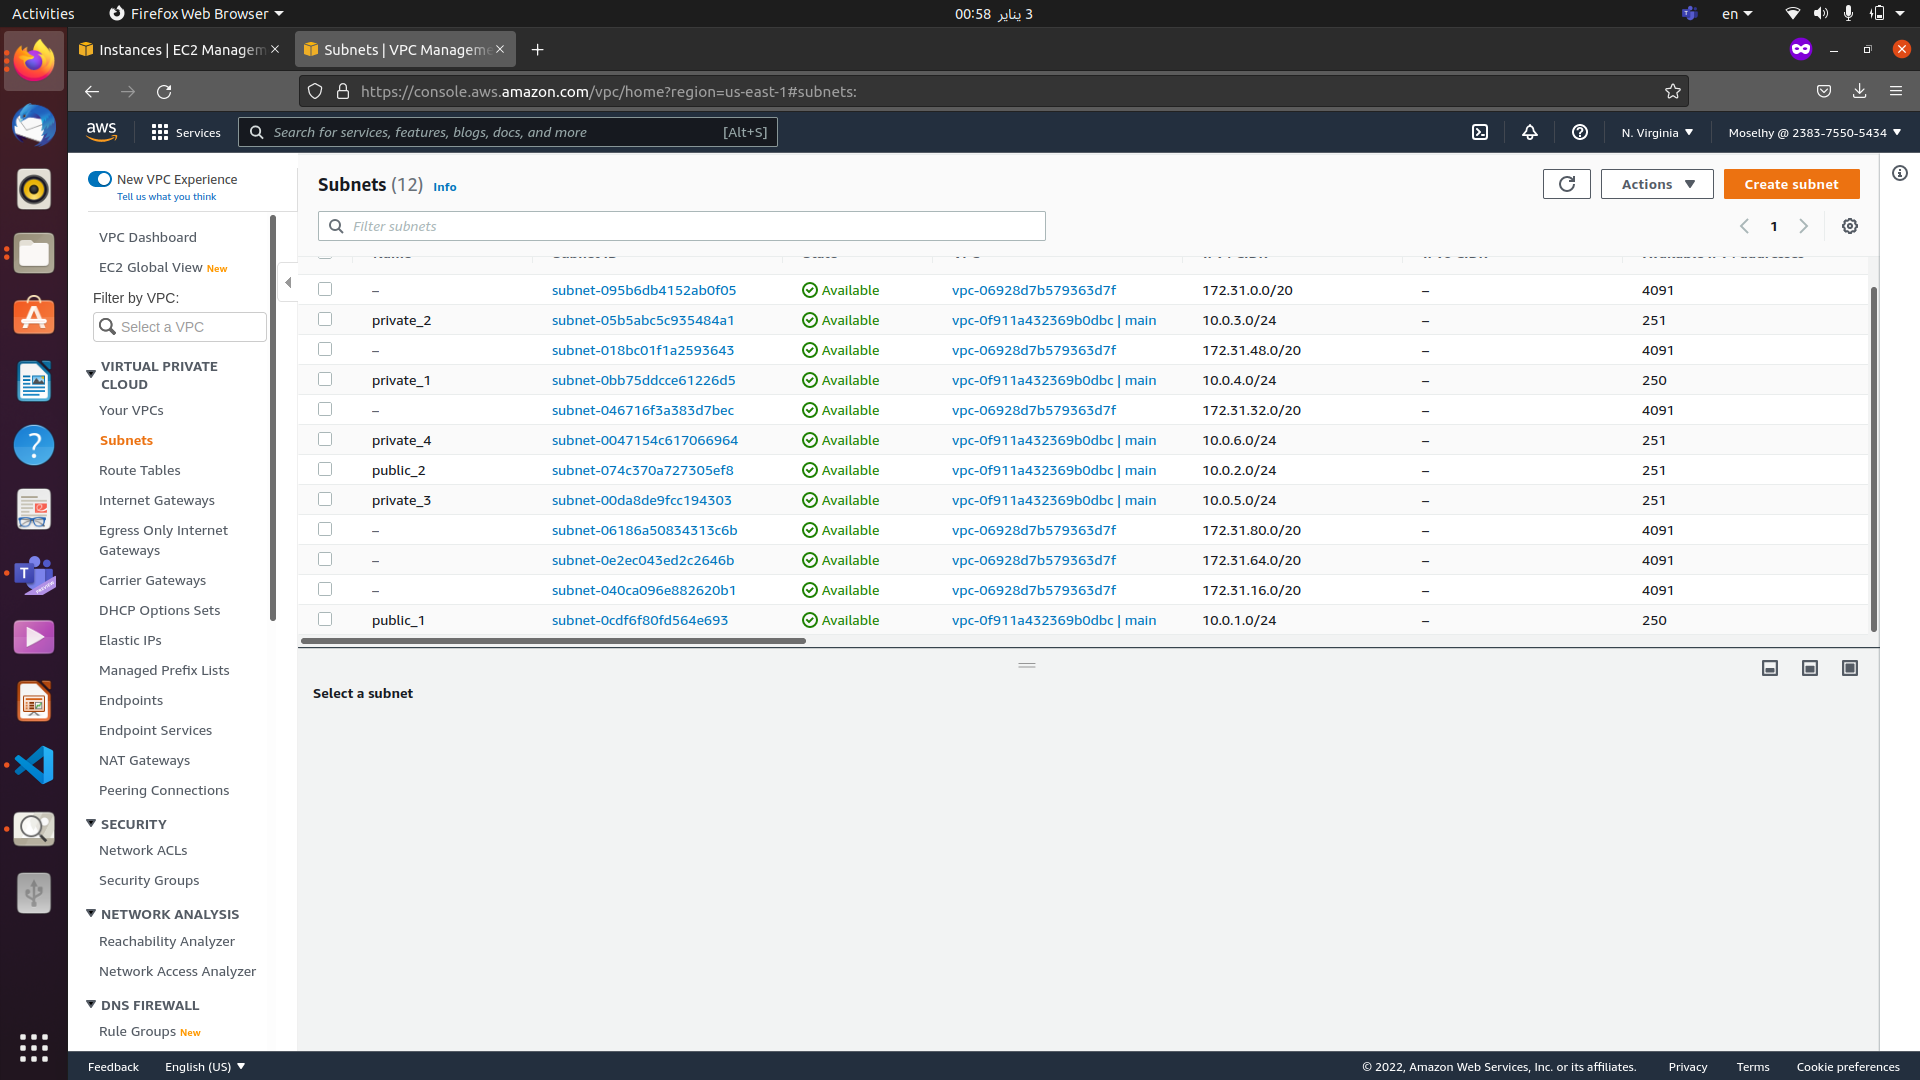 Activities
Firefox Web Browser
3 يناير 00:58
en
Instances | EC2 Managem
Subnets | VPC Manageme
https://console.aws.amazon.com/vpc/home?region=us-east-1#subnets:
aws
Services
Search for services, features, blogs, docs, and more
[Alt+S]
N. Virginia
Moselhy @ 2383-7550-5434
New VPC Experience
Tell us what you think
VPC Dashboard
EC2 Global View New
Filter by VPC:
Select a VPC
VIRTUAL PRIVATE
CLOUD
Your VPCs
Subnets
Route Tables
Internet Gateways
Egress Only Internet
Gateways
Carrier Gateways
DHCP Options Sets
Elastic IPs
Managed Prefix Lists
Endpoints
Endpoint Services
NAT Gateways
Peering Connections
SECURITY
Network ACLs
Security Groups
NETWORK ANALYSIS
Reachability Analyzer
Network Access Analyzer
DNS FIREWALL
Rule Groups New
Subnets (12) Info
Actions
Create subnet
Filter subnets
1
– subnet-095b6db4152ab0f05 Available vpc-06928d7b579363d7f 172.31.0.0/20 – 4091
private_2 subnet-05b5abc5c935484a1 Available vpc-0f911a432369b0dbc | main 10.0.3.0/24 – 251
– subnet-018bc01f1a2593643 Available vpc-06928d7b579363d7f 172.31.48.0/20 – 4091
private_1 subnet-0bb75ddcce61226d5 Available vpc-0f911a432369b0dbc | main 10.0.4.0/24 – 250
– subnet-046716f3a383d7bec Available vpc-06928d7b579363d7f 172.31.32.0/20 – 4091
private_4 subnet-0047154c617066964 Available vpc-0f911a432369b0dbc | main 10.0.6.0/24 – 251
public_2 subnet-074c370a727305ef8 Available vpc-0f911a432369b0dbc | main 10.0.2.0/24 – 251
private_3 subnet-00da8de9fcc194303 Available vpc-0f911a432369b0dbc | main 10.0.5.0/24 – 251
– subnet-06186a50834313c6b Available vpc-06928d7b579363d7f 172.31.80.0/20 – 4091
– subnet-0e2ec043ed2c2646b Available vpc-06928d7b579363d7f 172.31.64.0/20 – 4091
– subnet-040ca096e882620b1 Available vpc-06928d7b579363d7f 172.31.16.0/20 – 4091
public_1 subnet-0cdf6f80fd564e693 Available vpc-0f911a432369b0dbc | main 10.0.1.0/24 – 250
Select a subnet
Feedback
English (US)
© 2022, Amazon Web Services, Inc. or its affiliates.
Privacy
Terms
Cookie preferences